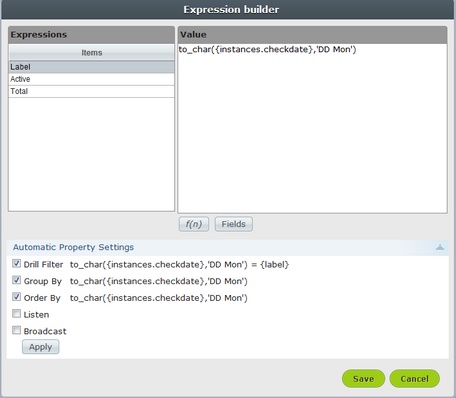 Expression builder
Expressions
Value
Items
to_char({instances.checkdate},'DD Mon')
Label
Active
Total
f(n)
Fields
Automatic Property Settings
Drill Filter to_char({instances.checkdate},'DD Mon') = {label}
Group By to_char({instances.checkdate},'DD Mon')
Order By to_char({instances.checkdate},'DD Mon')
Listen
Broadcast
Apply
Save
Cancel